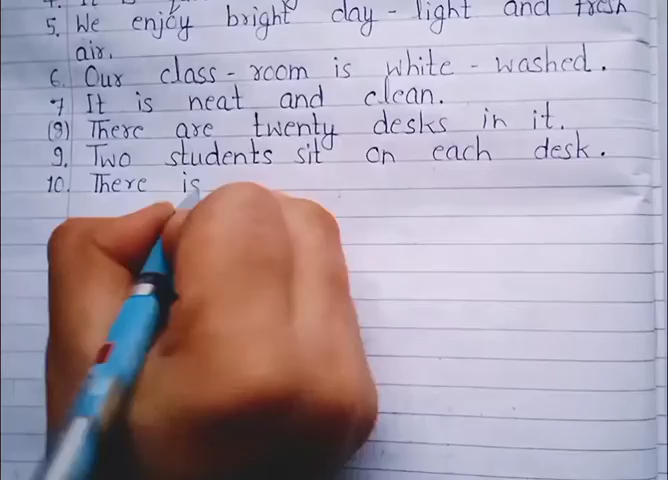 5. We enjoy bright day - light and fresh
air.
6. Our class - room is white - washed.
7 It is neat and clean.
(8) There are twenty desks in it.
9. Two students sit on each desk.
10. There is